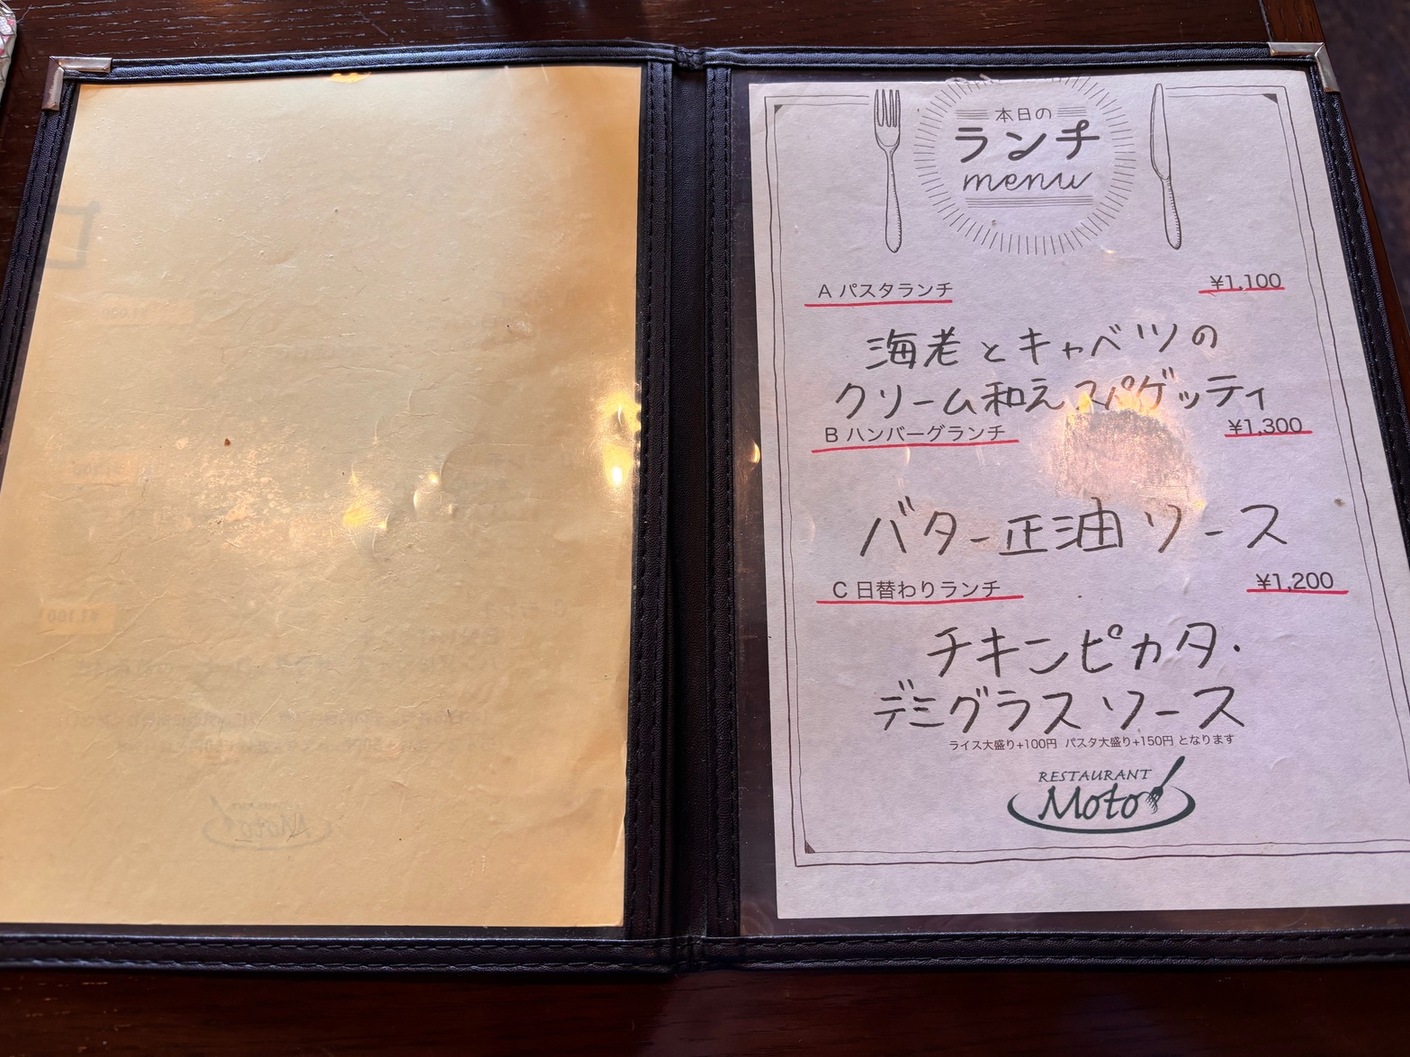 本日の
ランチ
menu
A パスタランチ ¥1,100
海老とキャベツの
クリーム和えスパゲッティ
B ハンバーグランチ ¥1,300
バター正油ソース
C 日替わりランチ ¥1,200
チキンピカタ・
デミグラスソース
ライス大盛り+100円 パスタ大盛り+150円 となります
RESTAURANT
Moto